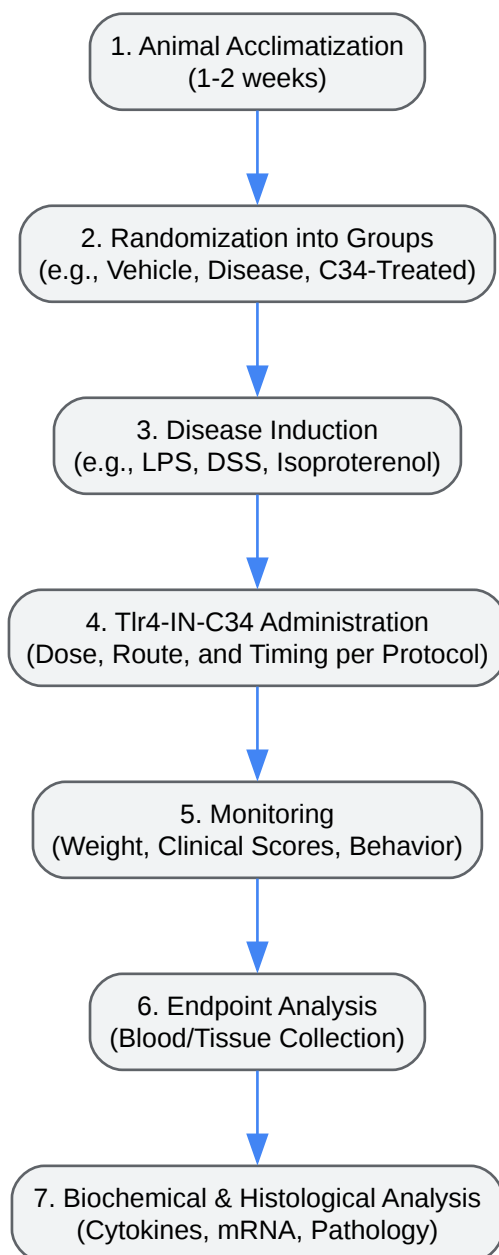 1. Animal Acclimatization
(1-2 weeks)
2. Randomization into Groups
(e.g., Vehicle, Disease, C34-Treated)
3. Disease Induction
(e.g., LPS, DSS, Isoproterenol)
4. Tlr4-IN-C34 Administration
(Dose, Route, and Timing per Protocol)
5. Monitoring
(Weight, Clinical Scores, Behavior)
6. Endpoint Analysis
(Blood/Tissue Collection)
7. Biochemical & Histological Analysis
(Cytokines, mRNA, Pathology)